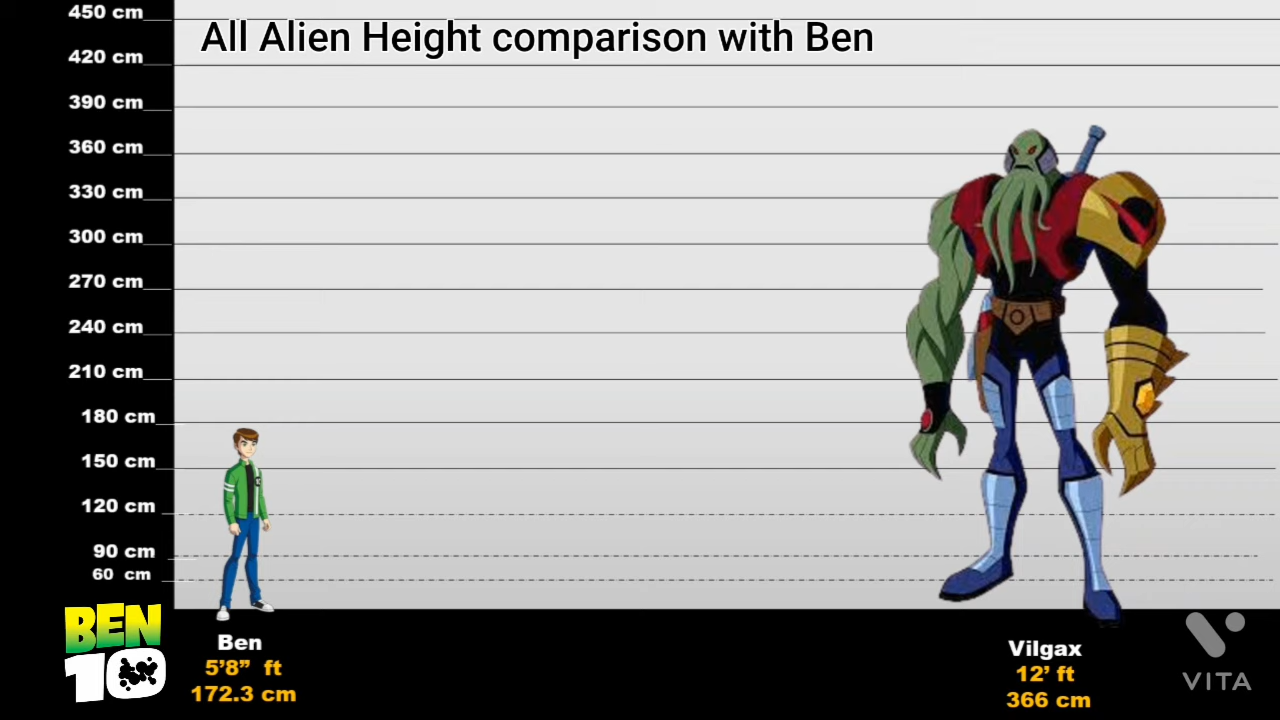 450 cm
All Alien Height comparison with Ben
420 cm
390 cm
360 cm
330 cm
300 cm
270 cm
240 cm
210 cm
180 cm
150 cm
120 cm
90 cm
60 cm
BEN
10
Ben
5'8” ft
172.3 cm
Vilgax
12' ft
366 cm
VITA